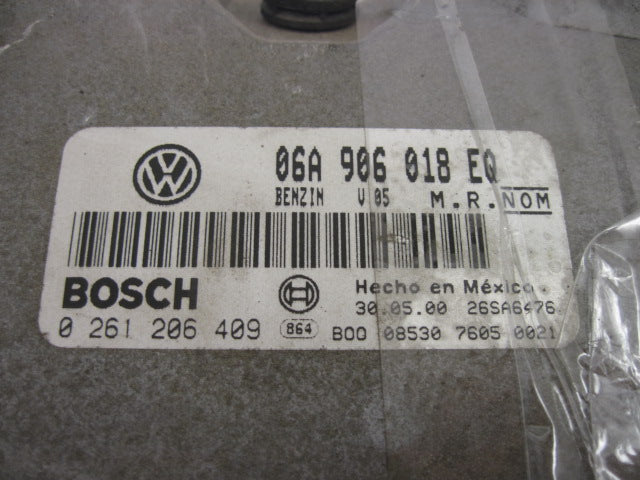 06A 906 018 EQ
BENZIN V 05 M.R. NOM
BOSCH
Hecho en México.
30.05.00 26SA6476
0 261 206 409 864 B00 08530 7605 0021